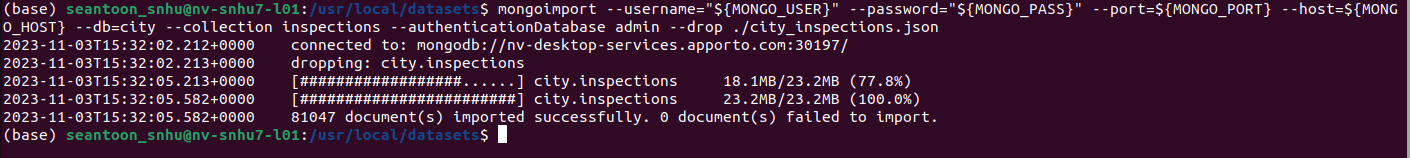 (base) seantoon_snhu@nv-snhu7-l01:/usr/local/datasets$ mongoimport --username="${MONGO_USER}" --password="${MONGO_PASS}" --port=${MONGO_PORT} --host=${MONG
O_HOST} --db=city --collection inspections --authenticationDatabase admin --drop ./city_inspections.json
2023-11-03T15:32:02.212+0000    connected to: mongodb://nv-desktop-services.apporto.com:30197/
2023-11-03T15:32:02.213+0000    dropping: city.inspections
2023-11-03T15:32:05.213+0000    [##################......] city.inspections     18.1MB/23.2MB (77.8%)
2023-11-03T15:32:05.582+0000    [########################] city.inspections     23.2MB/23.2MB (100.0%)
2023-11-03T15:32:05.582+0000    81047 document(s) imported successfully. 0 document(s) failed to import.
(base) seantoon_snhu@nv-snhu7-l01:/usr/local/datasets$